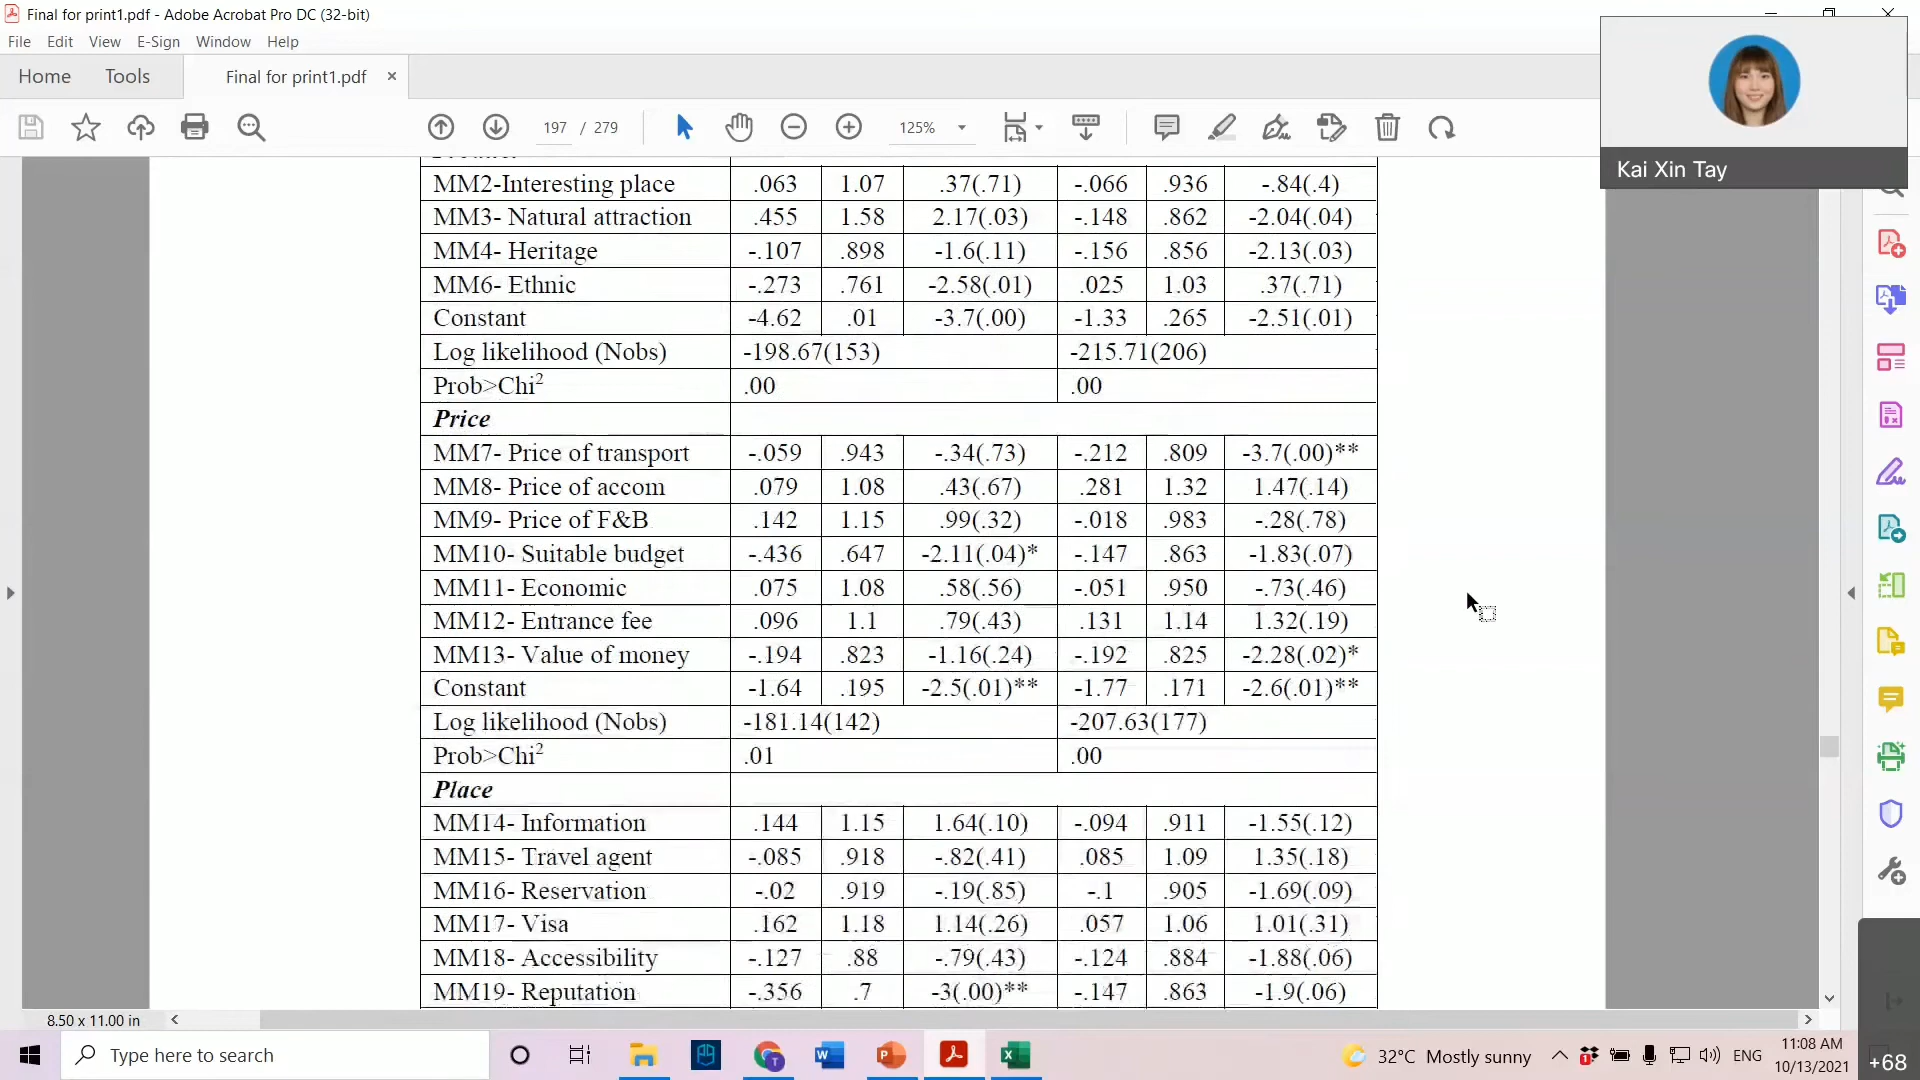 Final for print1.pdf - Adobe Acrobat Pro DC (32-bit)
File Edit View E-Sign Window Help
Home Tools Final for print1.pdf ×
197 / 279 125%
Kai Xin Tay
MM2-Interesting place .063 1.07 .37(.71) -.066 .936 -.84(.4)
MM3- Natural attraction .455 1.58 2.17(.03) -.148 .862 -2.04(.04)
MM4- Heritage -.107 .898 -1.6(.11) -.156 .856 -2.13(.03)
MM6- Ethnic -.273 .761 -2.58(.01) .025 1.03 .37(.71)
Constant -4.62 .01 -3.7(.00) -1.33 .265 -2.51(.01)
Log likelihood (Nobs) -198.67(153) -215.71(206)
Prob>Chi² .00 .00
Price
MM7- Price of transport -.059 .943 -.34(.73) -.212 .809 -3.7(.00)**
MM8- Price of accom .079 1.08 .43(.67) .281 1.32 1.47(.14)
MM9- Price of F&B .142 1.15 .99(.32) -.018 .983 -.28(.78)
MM10- Suitable budget -.436 .647 -2.11(.04)* -.147 .863 -1.83(.07)
MM11- Economic .075 1.08 .58(.56) -.051 .950 -.73(.46)
MM12- Entrance fee .096 1.1 .79(.43) .131 1.14 1.32(.19)
MM13- Value of money -.194 .823 -1.16(.24) -.192 .825 -2.28(.02)*
Constant -1.64 .195 -2.5(.01)** -1.77 .171 -2.6(.01)**
Log likelihood (Nobs) -181.14(142) -207.63(177)
Prob>Chi² .01 .00
Place
MM14- Information .144 1.15 1.64(.10) -.094 .911 -1.55(.12)
MM15- Travel agent -.085 .918 -.82(.41) .085 1.09 1.35(.18)
MM16- Reservation -.02 .919 -.19(.85) -.1 .905 -1.69(.09)
MM17- Visa .162 1.18 1.14(.26) .057 1.06 1.01(.31)
MM18- Accessibility -.127 .88 -.79(.43) -.124 .884 -1.88(.06)
MM19- Reputation -.356 .7 -3(.00)** -.147 .863 -1.9(.06)
8.50 x 11.00 in
Type here to search 32°C Mostly sunny ENG 11:08 AM
10/13/2021
+68